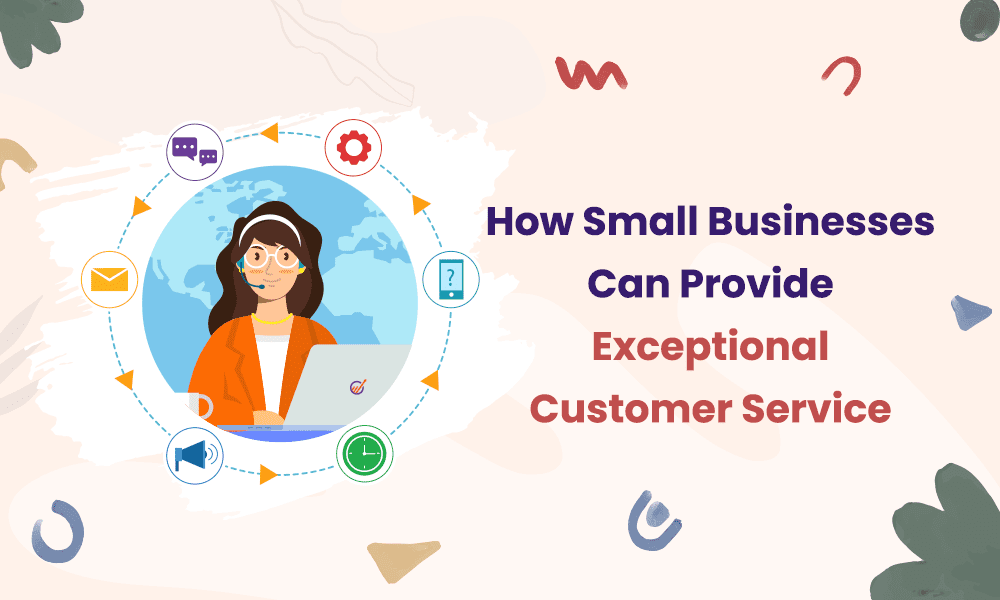 How Small Businesses
Can Provide
Exceptional
Customer Service
?